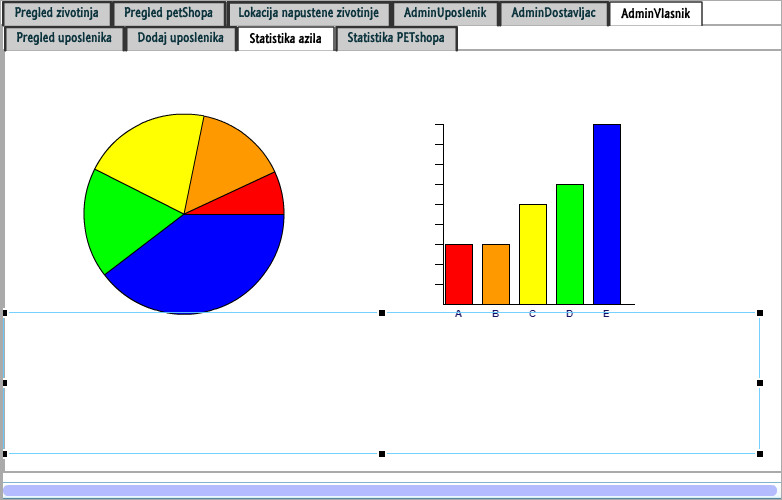 Pregled zivotinja Pregled petShopa Lokacija napustene zivotinje AdminUposlenik AdminDostavljac AdminVlasnik
Pregled uposlenika Dodaj uposlenika Statistika azila Statistika PETshopa
A B C D E